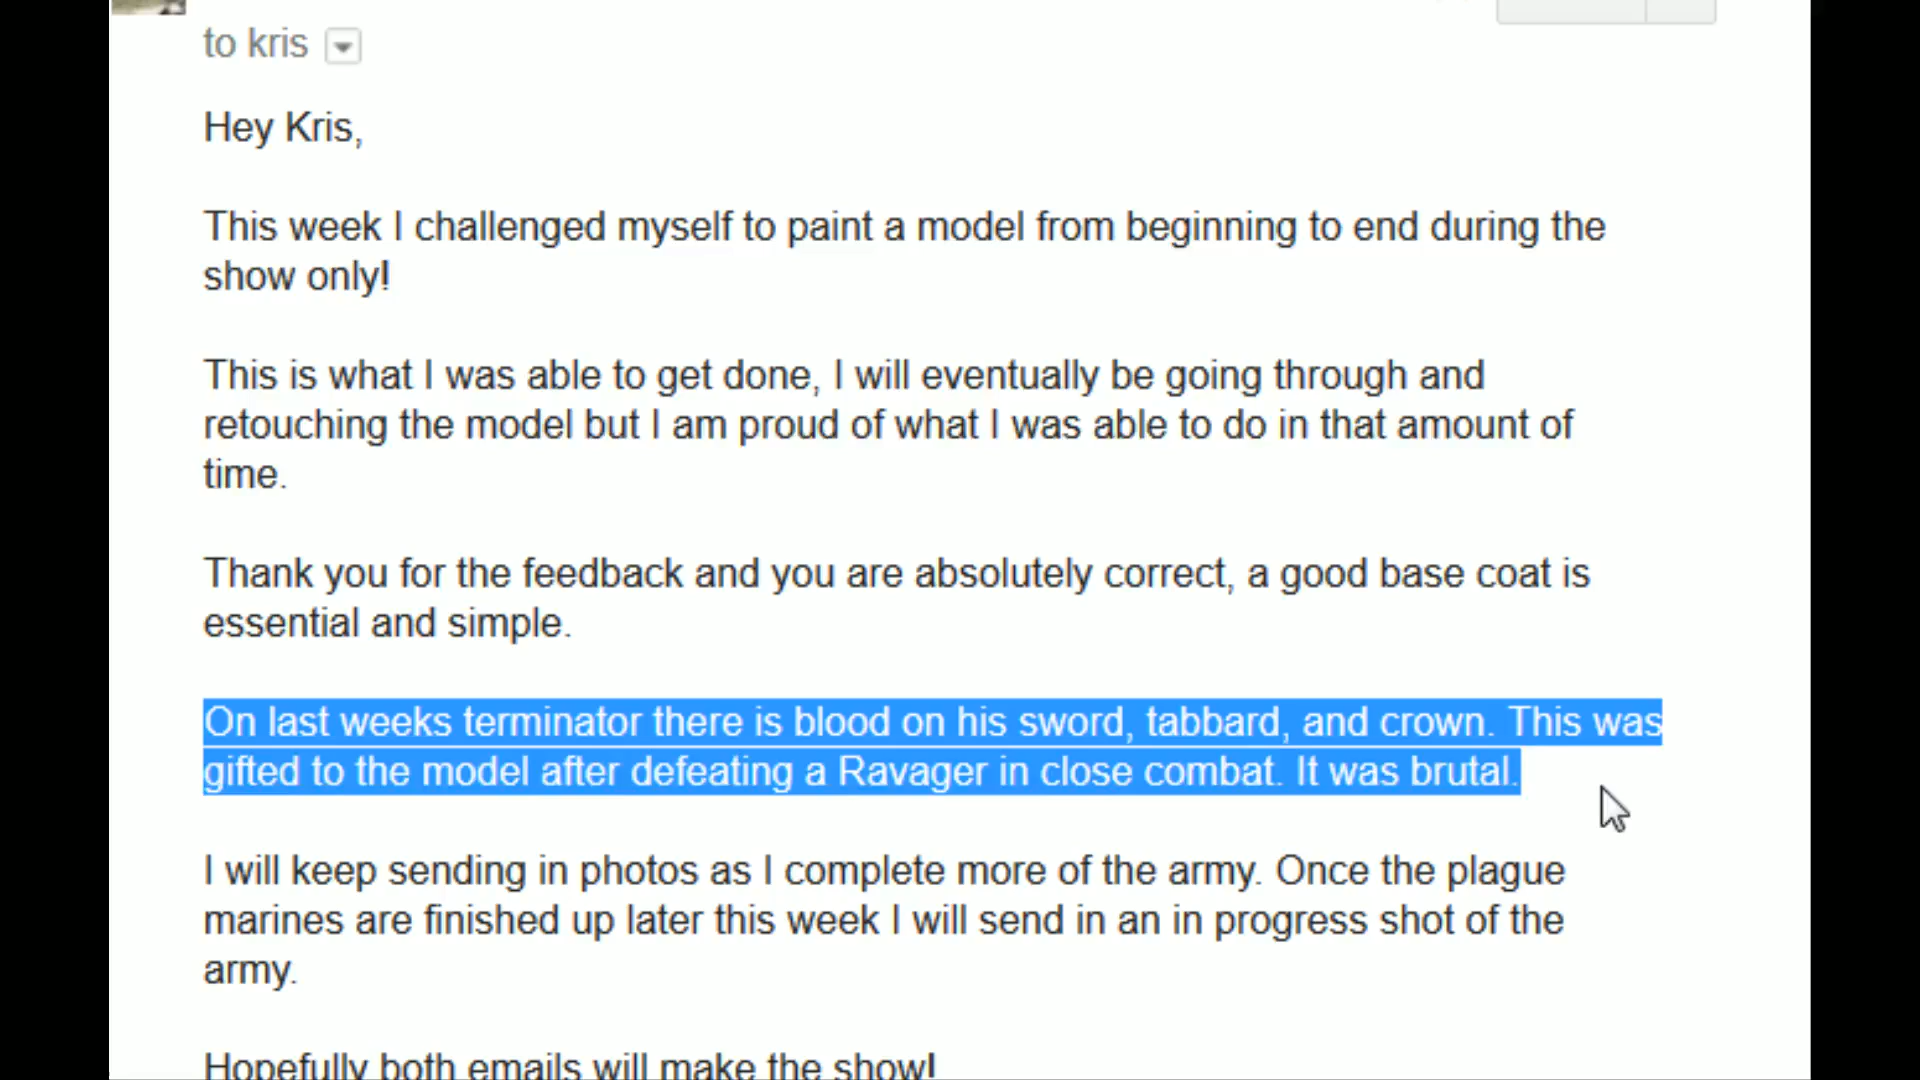 to kris
Hey Kris,
This week I challenged myself to paint a model from beginning to end during the
show only!
This is what I was able to get done, I will eventually be going through and
retouching the model but I am proud of what I was able to do in that amount of
time.
Thank you for the feedback and you are absolutely correct, a good base coat is
essential and simple.
On last weeks terminator there is blood on his sword, tabbard, and crown. This was
gifted to the model after defeating a Ravager in close combat. It was brutal.
I will keep sending in photos as I complete more of the army. Once the plague
marines are finished up later this week I will send in an in progress shot of the
army.
Hopefully both emails will make the show!